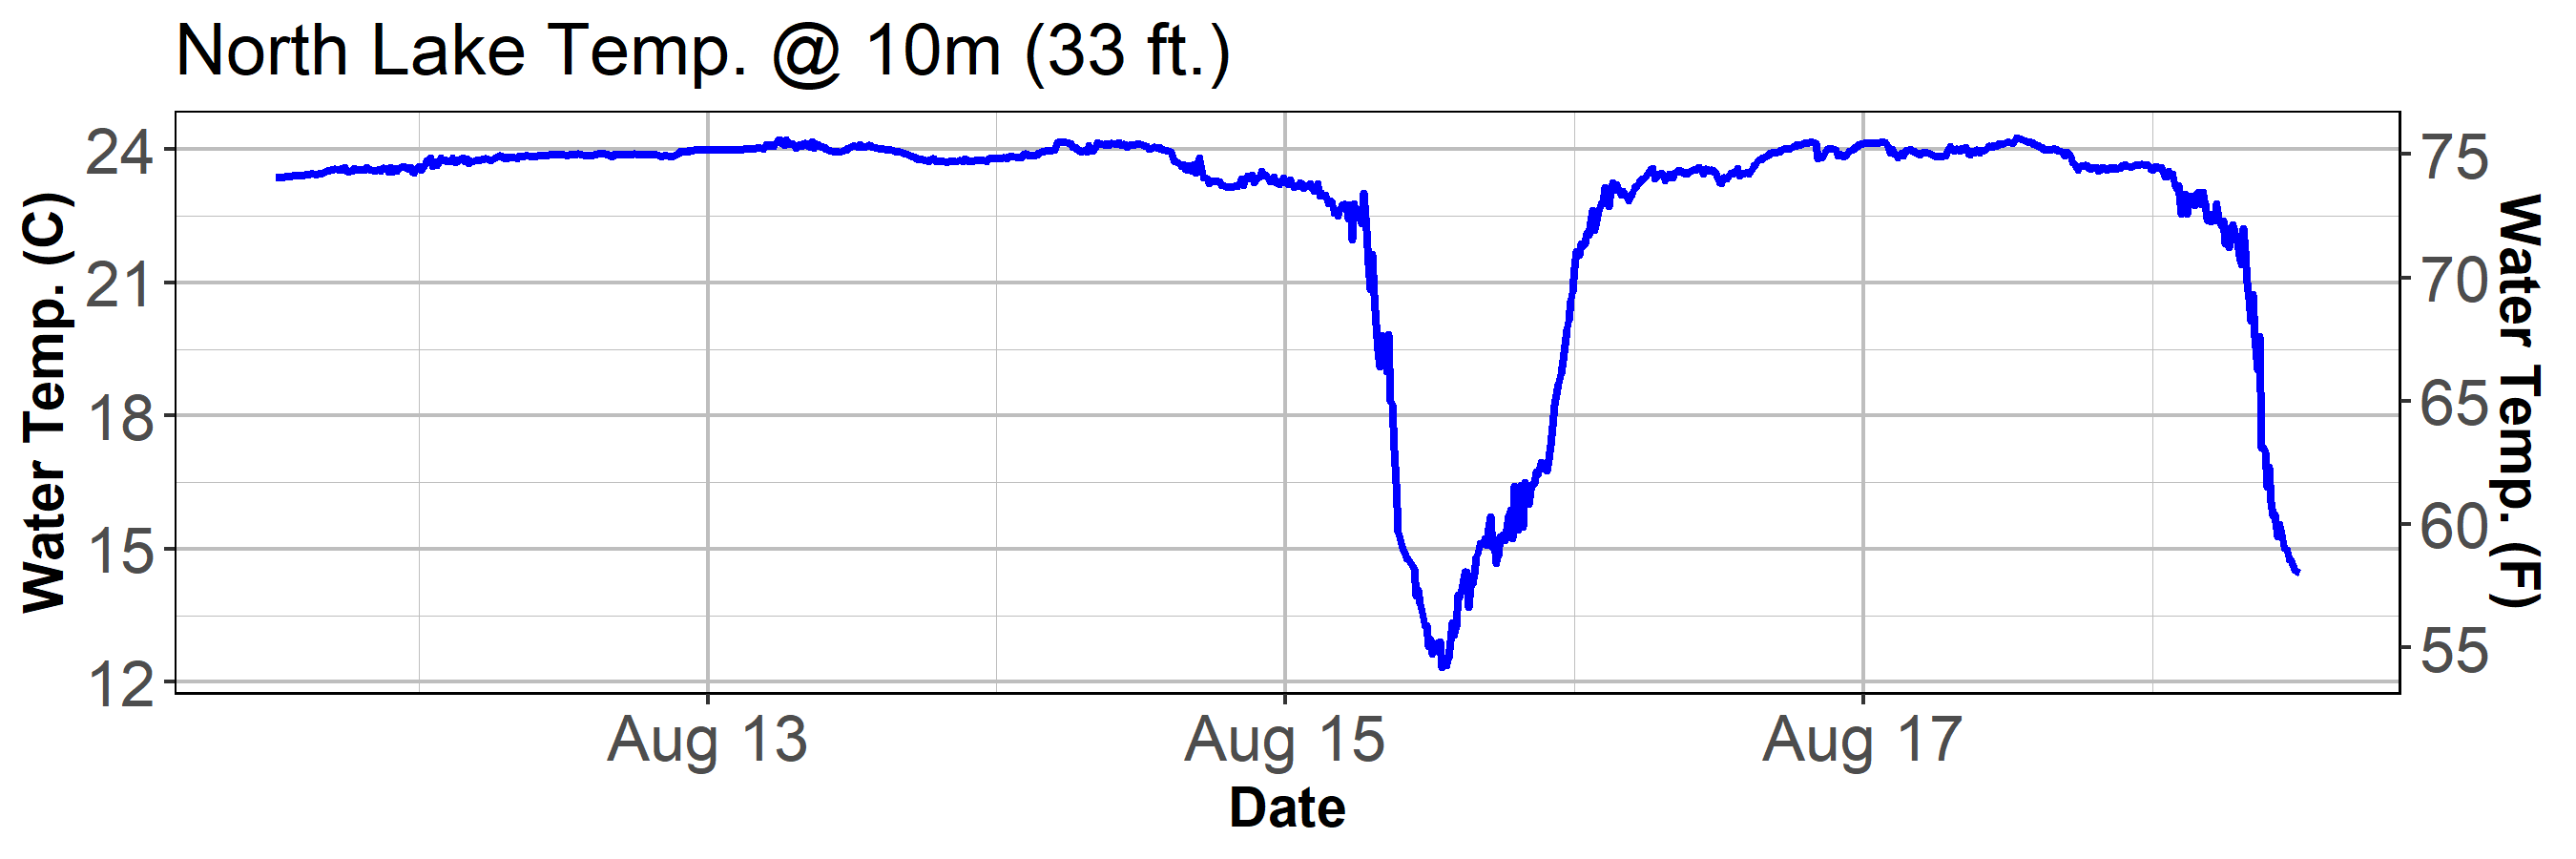 North Lake Temp. @ 10m (33 ft.)
Water Temp. (C)
24
21
18
15
12
75
70
65
60
55
Water Temp. (F)
Aug 13
Aug 15
Aug 17
Date